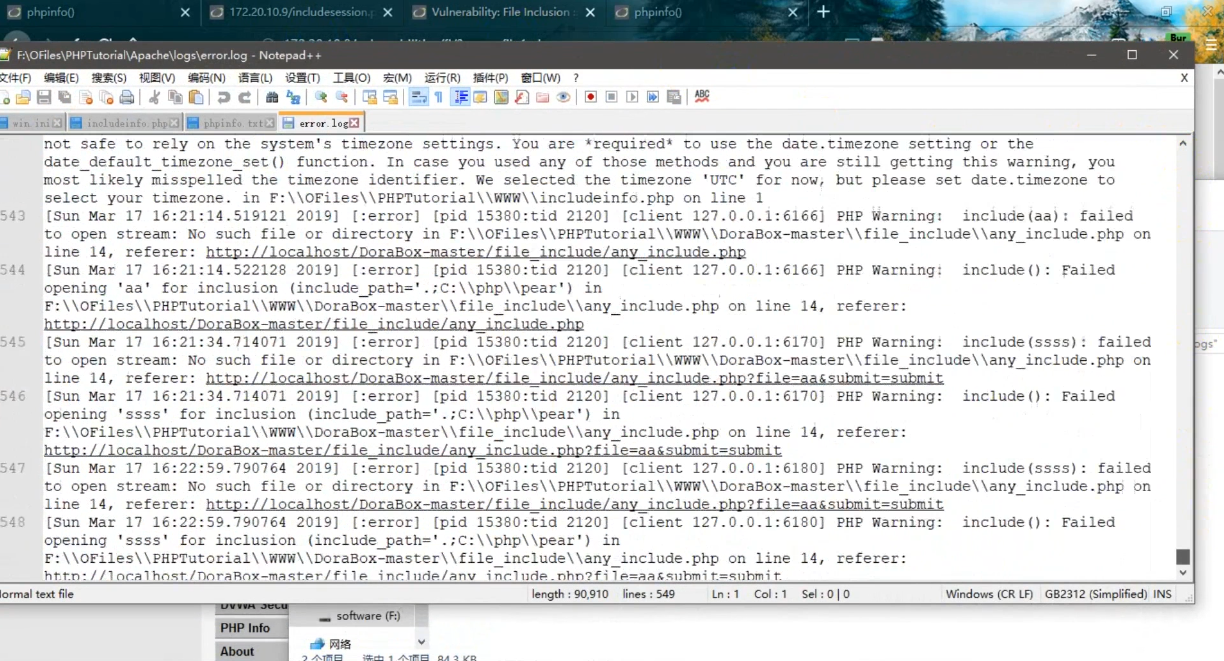 phpinfo()
172.20.10.9/includesession.p
Vulnerability: File Inclusion
phpinfo()
F:\OFiles\PHPTutorial\Apache\logs\error.log - Notepad++
文件(F) 编辑(E) 搜索(S) 视图(V) 编码(N) 语言(L) 设置(T) 工具(O) 宏(M) 运行(R) 插件(P) 窗口(W) ? X
win.ini includeinfo.php phpinfo txt error.log
not safe to rely on the system's timezone settings. You are *required* to use the date.timezone setting or the
date_default_timezone_set() function. In case you used any of those methods and you are still getting this warning, you
most likely misspelled the timezone identifier. We selected the timezone 'UTC' for now, but please set date.timezone to
select your timezone. in F:\\OFiles\\PHPTutorial\\WWW\\includeinfo.php on line 1
543 [Sun Mar 17 16:21:14.519121 2019] [:error] [pid 15380:tid 2120] [client 127.0.0.1:6166] PHP Warning:  include(aa): failed
to open stream: No such file or directory in F:\\OFiles\\PHPTutorial\\WWW\\DoraBox-master\\file_include\\any_include.php on
line 14, referer: http://localhost/DoraBox-master/file_include/any_include.php
544 [Sun Mar 17 16:21:14.522128 2019] [:error] [pid 15380:tid 2120] [client 127.0.0.1:6166] PHP Warning:  include(): Failed
opening 'aa' for inclusion (include_path='.;C:\\php\\pear') in
F:\\OFiles\\PHPTutorial\\WWW\\DoraBox-master\\file_include\\any_include.php on line 14, referer:
http://localhost/DoraBox-master/file_include/any_include.php
545 [Sun Mar 17 16:21:34.714071 2019] [:error] [pid 15380:tid 2120] [client 127.0.0.1:6170] PHP Warning:  include(ssss): failed
to open stream: No such file or directory in F:\\OFiles\\PHPTutorial\\WWW\\DoraBox-master\\file_include\\any_include.php on
line 14, referer: http://localhost/DoraBox-master/file_include/any_include.php?file=aa&submit=submit
546 [Sun Mar 17 16:21:34.714071 2019] [:error] [pid 15380:tid 2120] [client 127.0.0.1:6170] PHP Warning:  include(): Failed
opening 'ssss' for inclusion (include_path='.;C:\\php\\pear') in
F:\\OFiles\\PHPTutorial\\WWW\\DoraBox-master\\file_include\\any_include.php on line 14, referer:
http://localhost/DoraBox-master/file_include/any_include.php?file=aa&submit=submit
547 [Sun Mar 17 16:22:59.790764 2019] [:error] [pid 15380:tid 2120] [client 127.0.0.1:6180] PHP Warning:  include(ssss): failed
to open stream: No such file or directory in F:\\OFiles\\PHPTutorial\\WWW\\DoraBox-master\\file_include\\any_include.php on
line 14, referer: http://localhost/DoraBox-master/file_include/any_include.php?file=aa&submit=submit
548 [Sun Mar 17 16:22:59.790764 2019] [:error] [pid 15380:tid 2120] [client 127.0.0.1:6180] PHP Warning:  include(): Failed
opening 'ssss' for inclusion (include_path='.;C:\\php\\pear') in
F:\\OFiles\\PHPTutorial\\WWW\\DoraBox-master\\file_include\\any_include.php on line 14, referer:
http://localhost/DoraBox-master/file_include/any_include.php?file=aa&submit=submit
ogs"
Normal text file length : 90,910 lines : 549 Ln : 1 Col : 1 Sel : 0 | 0 Windows (CR LF) GB2312 (Simplified) INS
DVWA Secu
PHP Info
About
software (F:)
网络
2 个项目 选中 1 个项目 84.3 KB